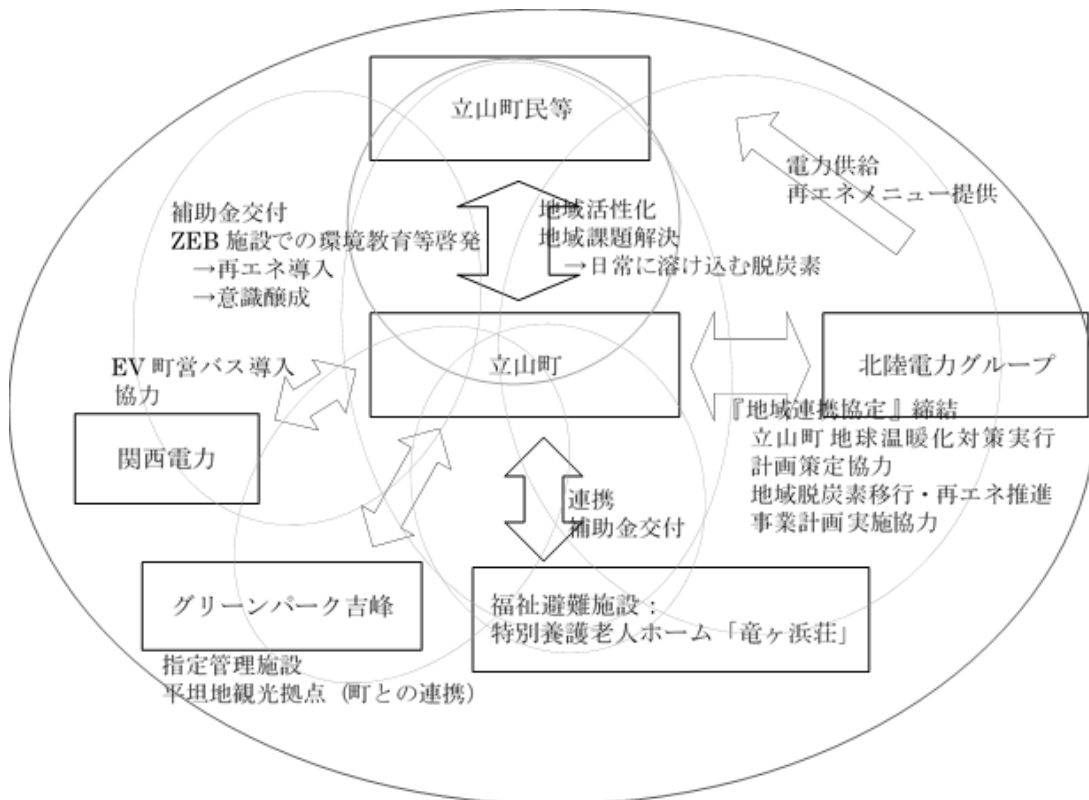 立山町民等
電力供給
再エネメニュー提供
補助金交付
ZEB 施設での環境教育等啓発
→再エネ導入
→意識醸成
地域活性化
地域課題解決
→日常に溶け込む脱炭素
立山町
北陸電力グループ
EV 町営バス導入
協力
関西電力
『地域連携協定』締結
立山町地球温暖化対策実行
計画策定協力
地域脱炭素移行・再エネ推進
事業計画実施協力
連携
補助金交付
グリーンパーク吉峰
指定管理施設
平坦地観光拠点（町との連携）
福祉避難施設：
特別養護老人ホーム「竜ヶ浜荘」